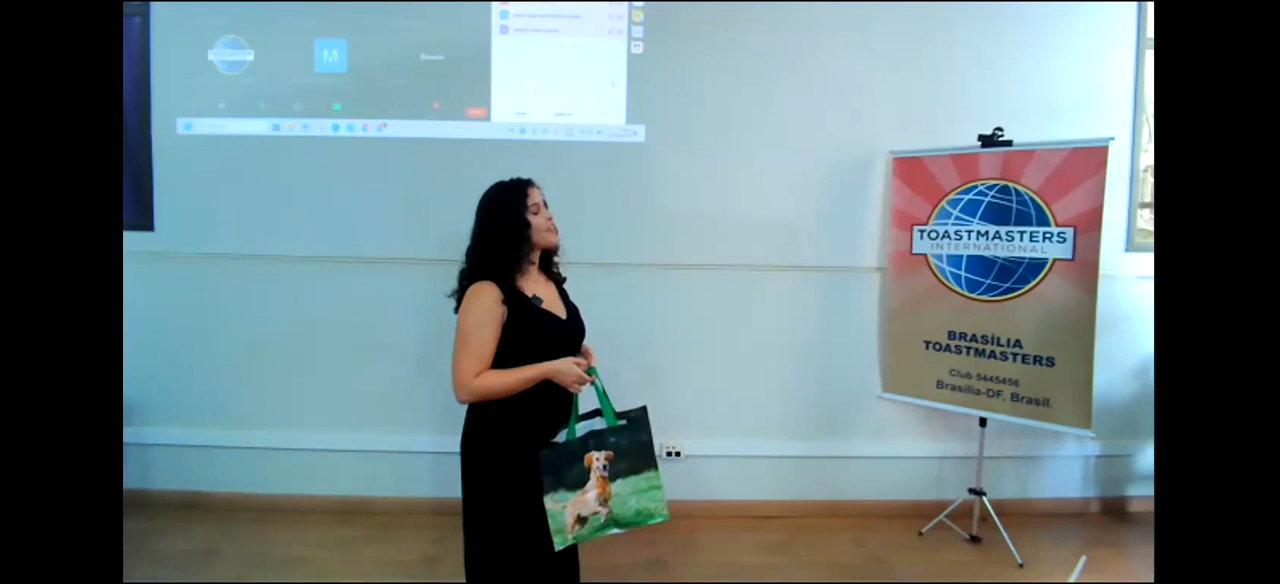 M
TOASTMASTERS
INTERNATIONAL
BRASÍLIA
TOASTMASTERS
Club 5445456
Brasília-DF, Brasil.